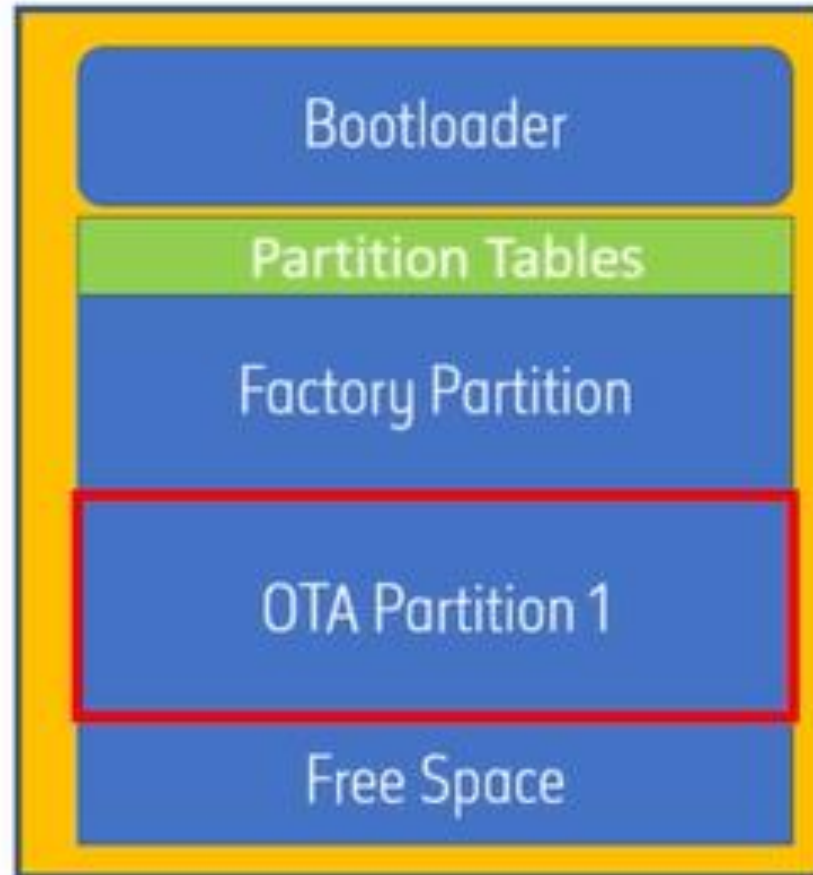 Bootloader
Partition Tables
Factory Partition
OTA Partition 1
Free Space